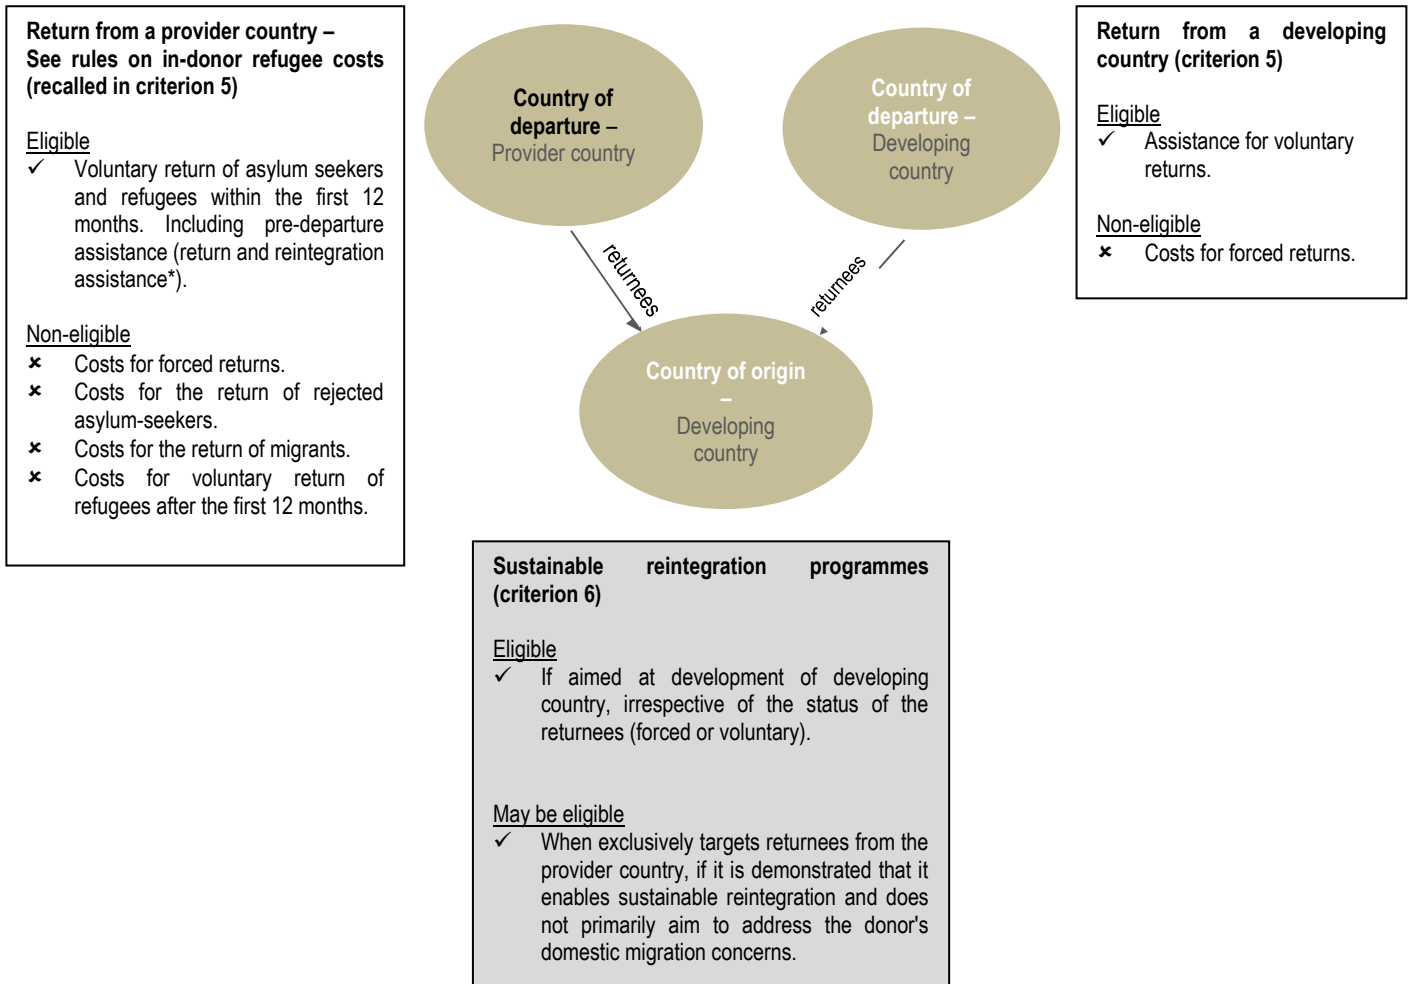 Return from a provider country –
See rules on in-donor refugee costs
(recalled in criterion 5)
Eligible
✓ Voluntary return of asylum seekers
and refugees within the first 12
months. Including pre-departure
assistance (return and reintegration
assistance*).
Non-eligible
× Costs for forced returns.
× Costs for the return of rejected
asylum-seekers.
× Costs for the return of migrants.
× Costs for voluntary return of
refugees after the first 12 months.
Country of
departure –
Provider country
Country of
departure –
Developing
country
returnees
returnees
Country of origin
–
Developing
country
Return from a developing
country (criterion 5)
Eligible
✓ Assistance for voluntary
returns.
Non-eligible
× Costs for forced returns.
Sustainable reintegration programmes
(criterion 6)
Eligible
✓ If aimed at development of developing
country, irrespective of the status of the
returnees (forced or voluntary).
May be eligible
✓ When exclusively targets returnees from the
provider country, if it is demonstrated that it
enables sustainable reintegration and does
not primarily aim to address the donor's
domestic migration concerns.